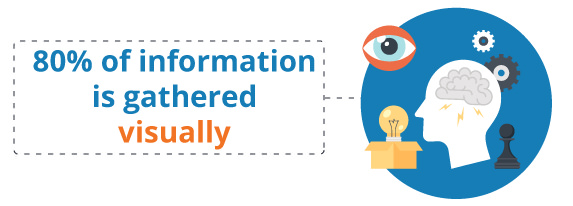 80% of information
is gathered
visually